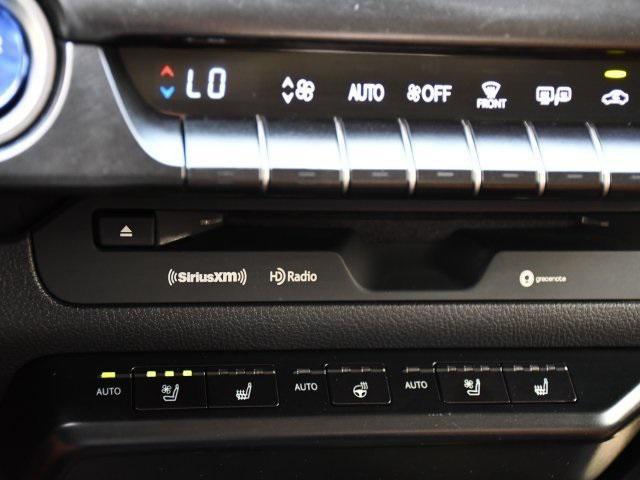 LO AUTO OFF FRONT
SiriusXM HD Radio gracenote
AUTO AUTO AUTO